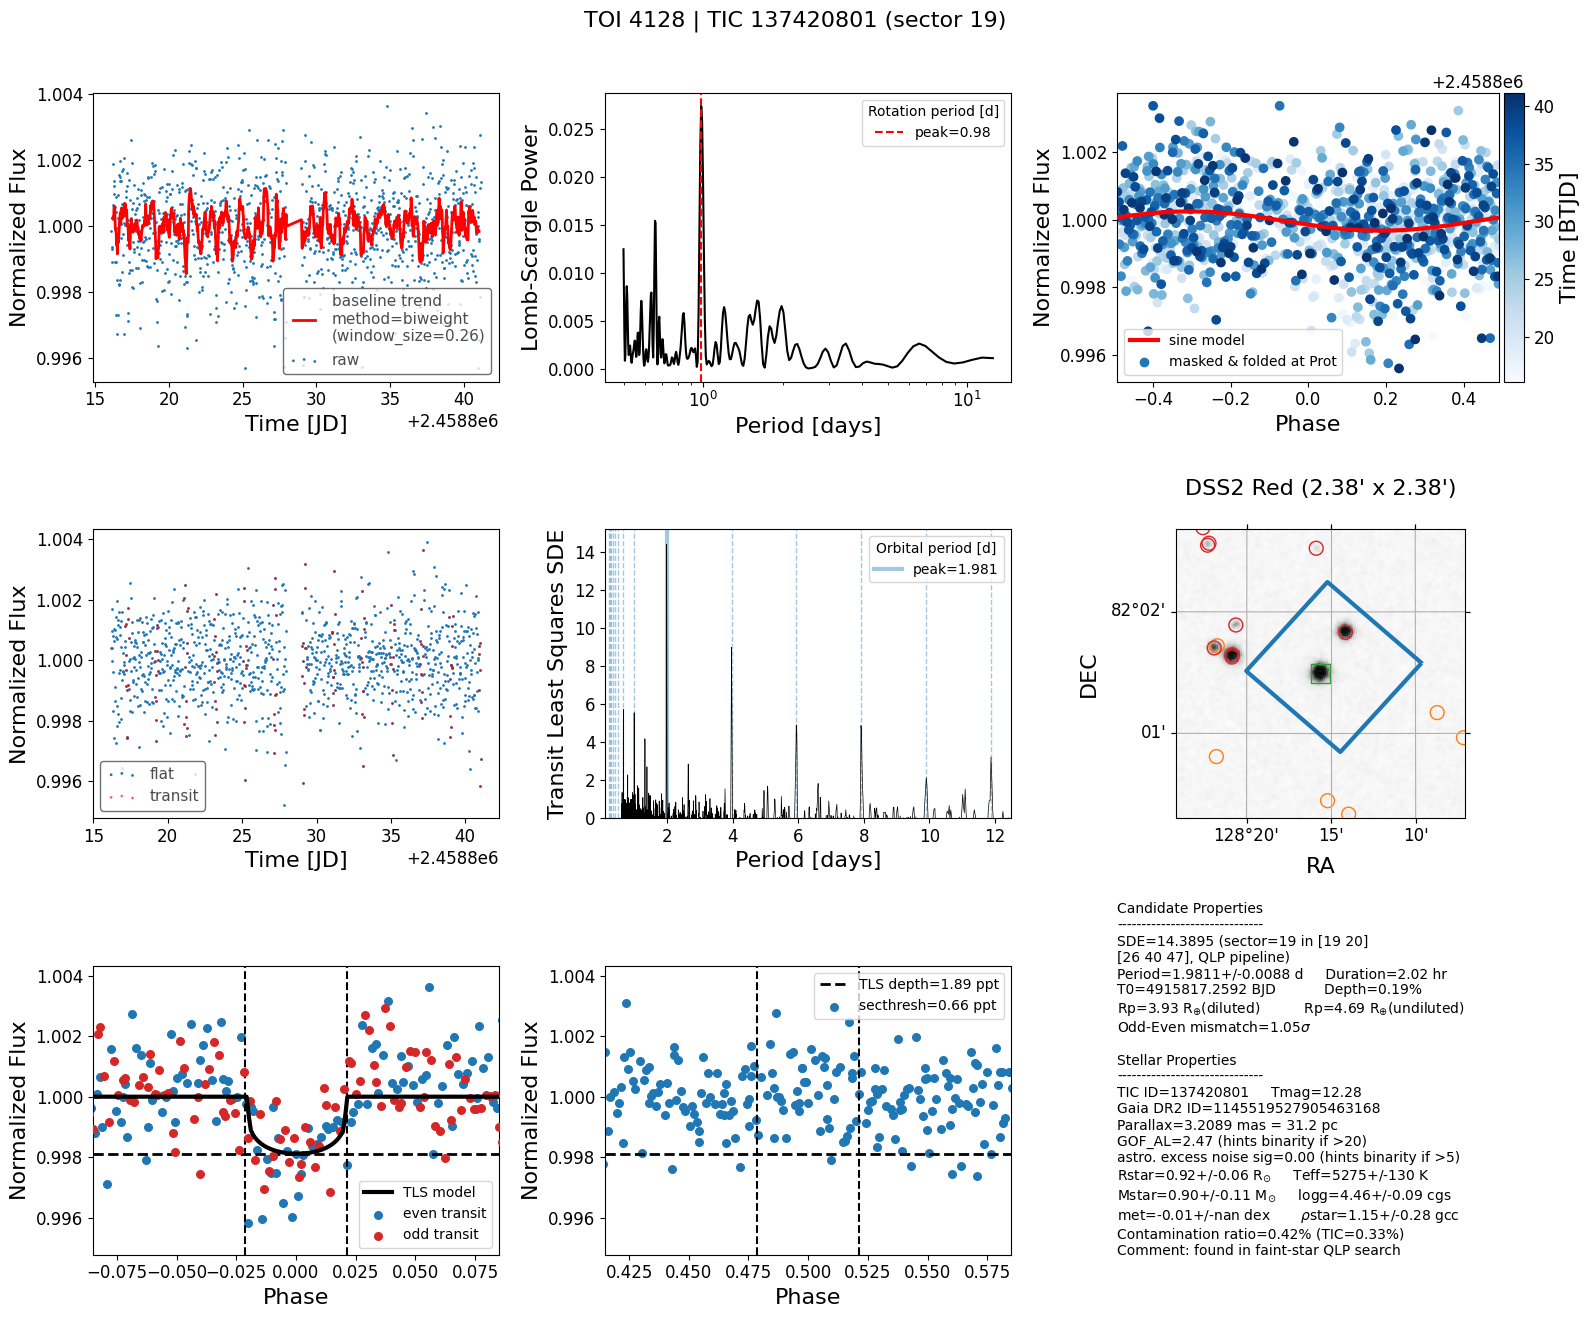 TOI 4128 | TIC 137420801 (sector 19)
Normalized Flux
1.004
1.002
1.000
0.998
0.996
baseline trend
method=biweight
(window_size=0.26)
raw
15 20 25 30 35 40
Time [JD]
+2.4588e6
Lomb-Scargle Power
0.025
0.020
0.015
0.010
0.005
0.000
Rotation period [d]
peak=0.98
10⁰ 10¹
Period [days]
Normalized Flux
1.002
1.000
0.998
0.996
sine model
masked & folded at Prot
−0.4 −0.2 0.0 0.2 0.4
Phase
+2.4588e6
40
35
30
25
20
Time [BTJD]
Normalized Flux
1.004
1.002
1.000
0.998
0.996
flat
transit
15 20 25 30 35 40
Time [JD]
+2.4588e6
Transit Least Squares SDE
14
12
10
8
6
4
2
0
Orbital period [d]
peak=1.981
2 4 6 8 10 12
Period [days]
DSS2 Red (2.38' x 2.38')
DEC
82°02'
01'
128°20' 15' 10'
RA
Normalized Flux
1.004
1.002
1.000
0.998
0.996
TLS model
even transit
odd transit
−0.075 −0.050 −0.025 0.000 0.025 0.050 0.075
Phase
Normalized Flux
1.004
1.002
1.000
0.998
0.996
TLS depth=1.89 ppt
secthresh=0.66 ppt
0.425 0.450 0.475 0.500 0.525 0.550 0.575
Phase
Candidate Properties
------------------------------
SDE=14.3895 (sector=19 in [19 20]
[26 40 47], QLP pipeline)
Period=1.9811+/-0.0088 d Duration=2.02 hr
T0=4915817.2592 BJD Depth=0.19%
Rp=3.93 R⊕(diluted) Rp=4.69 R⊕(undiluted)
Odd-Even mismatch=1.05σ
Stellar Properties
------------------------------
TIC ID=137420801 Tmag=12.28
Gaia DR2 ID=1145519527905463168
Parallax=3.2089 mas = 31.2 pc
GOF_AL=2.47 (hints binarity if >20)
astro. excess noise sig=0.00 (hints binarity if >5)
Rstar=0.92+/-0.06 R☉ Teff=5275+/-130 K
Mstar=0.90+/-0.11 M☉ logg=4.46+/-0.09 cgs
met=-0.01+/-nan dex ρstar=1.15+/-0.28 gcc
Contamination ratio=0.42% (TIC=0.33%)
Comment: found in faint-star QLP search